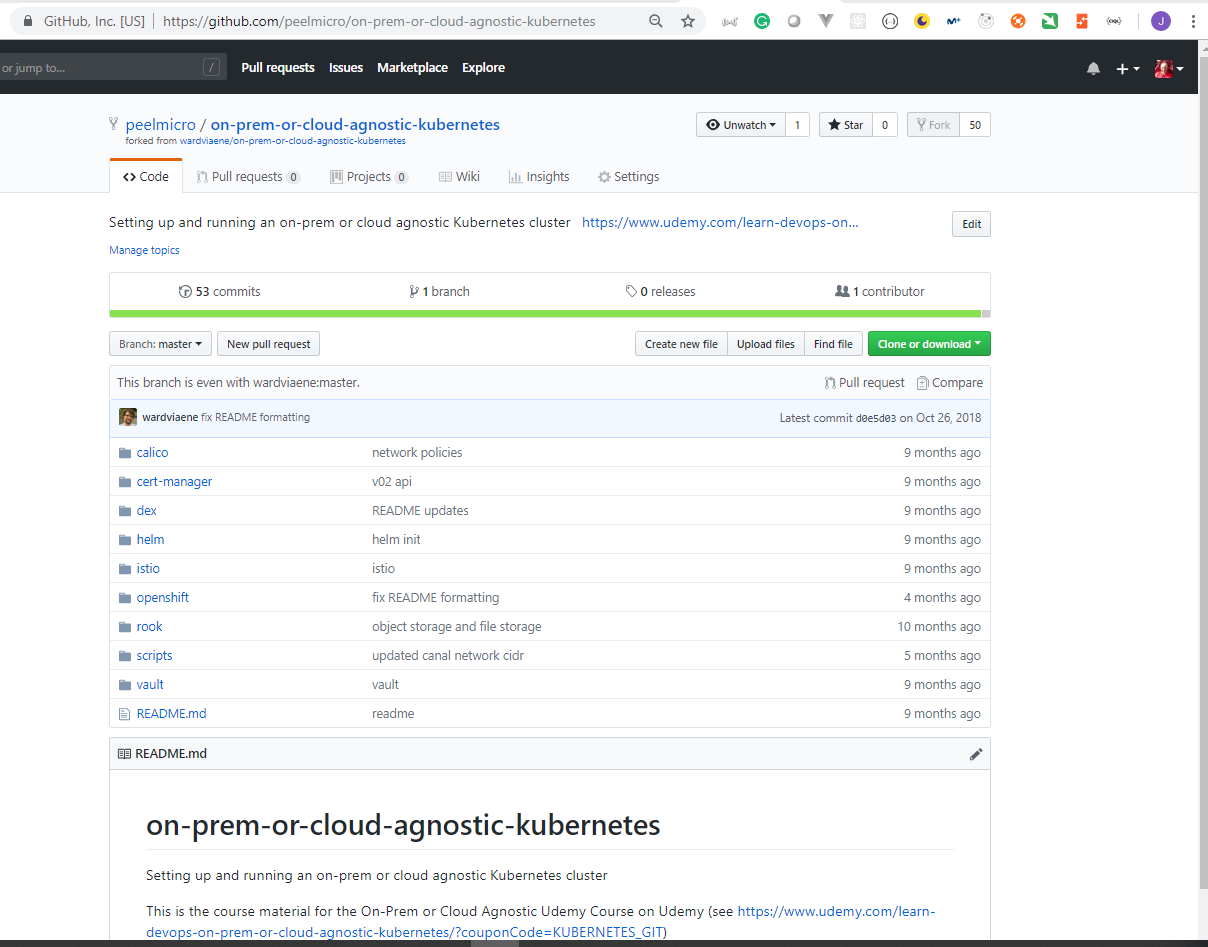 GitHub, Inc. [US] | https://github.com/peelmicro/on-prem-or-cloud-agnostic-kubernetes
J
or jump to... /
Pull requests Issues Marketplace Explore
peelmicro / on-prem-or-cloud-agnostic-kubernetes
forked from wardviaene/on-prem-or-cloud-agnostic-kubernetes
Unwatch 1 Star 0 Fork 50
Code Pull requests 0 Projects 0 Wiki Insights Settings
Setting up and running an on-prem or cloud agnostic Kubernetes cluster https://www.udemy.com/learn-devops-on... Edit
Manage topics
53 commits 1 branch 0 releases 1 contributor
Branch: master New pull request Create new file Upload files Find file Clone or download
This branch is even with wardviaene:master. Pull request Compare
wardviaene fix README formatting Latest commit d0e5d03 on Oct 26, 2018
calico network policies 9 months ago
cert-manager v02 api 9 months ago
dex README updates 9 months ago
helm helm init 9 months ago
istio istio 9 months ago
openshift fix README formatting 4 months ago
rook object storage and file storage 10 months ago
scripts updated canal network cidr 5 months ago
vault vault 9 months ago
README.md readme 9 months ago
README.md
on-prem-or-cloud-agnostic-kubernetes
Setting up and running an on-prem or cloud agnostic Kubernetes cluster
This is the course material for the On-Prem or Cloud Agnostic Udemy Course on Udemy (see https://www.udemy.com/learn-
devops-on-prem-or-cloud-agnostic-kubernetes/?couponCode=KUBERNETES_GIT)